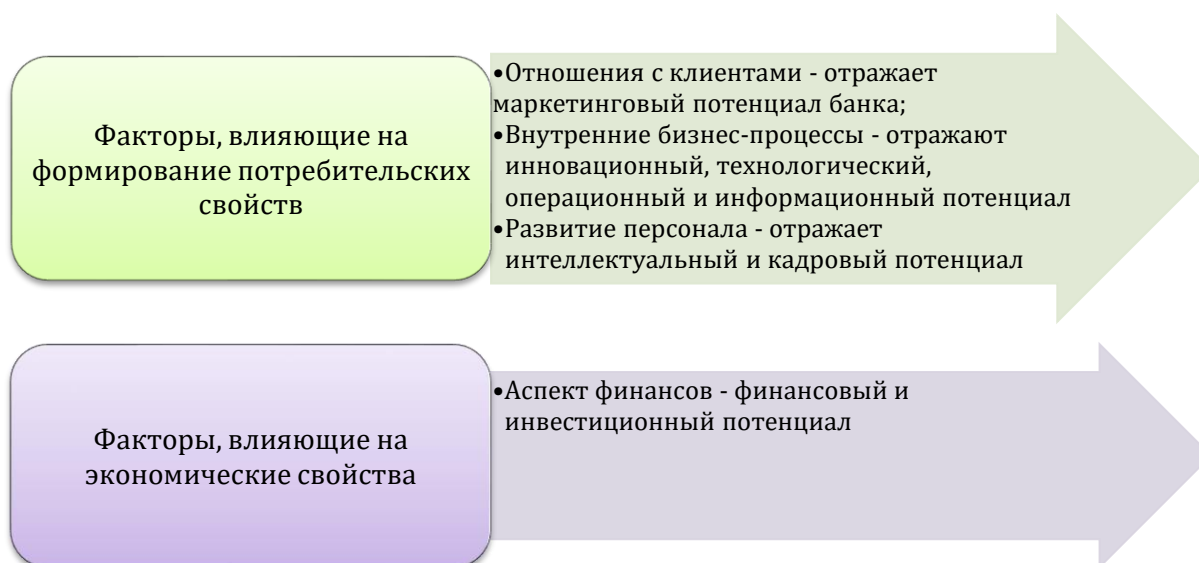 Факторы, влияющие на
формирование потребительских
свойств
•Отношения с клиентами - отражает
маркетинговый потенциал банка;
•Внутренние бизнес-процессы - отражают
инновационный, технологический,
операционный и информационный потенциал
•Развитие персонала - отражает
интеллектуальный и кадровый потенциал
Факторы, влияющие на
экономические свойства
•Аспект финансов - финансовый и
инвестиционный потенциал